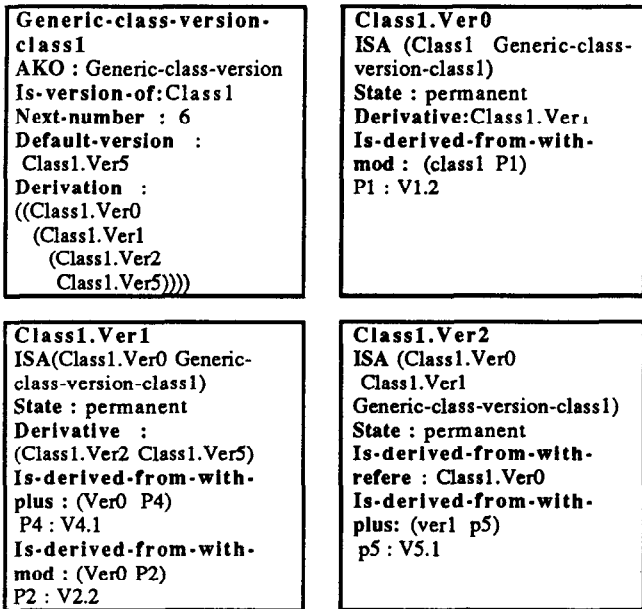 Generic-class-version-
class1
AKO : Generic-class-version
Is-version-of:Class1
Next-number : 6
Default-version :
Class1.Ver5
Derivation :
((Class1.Ver0
(Class1.Ver1
(Class1.Ver2
Class1.Ver5))))
Class1.Ver0
ISA (Class1 Generic-class-
version-class1)
State : permanent
Derivative:Class1.Ver1
Is-derived-from-with-
mod : (class1 P1)
P1 : V1.2
Class1.Ver1
ISA(Class1.Ver0 Generic-
class-version-class1)
State : permanent
Derivative :
(Class1.Ver2 Class1.Ver5)
Is-derived-from-with-
plus : (Ver0 P4)
P4 : V4.1
Is-derived-from-with-
mod : (Ver0 P2)
P2 : V2.2
Class1.Ver2
ISA (Class1.Ver0
Class1.Ver1
Generic-class-version-class1)
State : permanent
Is-derived-from-with-
refere : Class1.Ver0
Is-derived-from-with-
plus: (ver1 p5)
p5 : V5.1